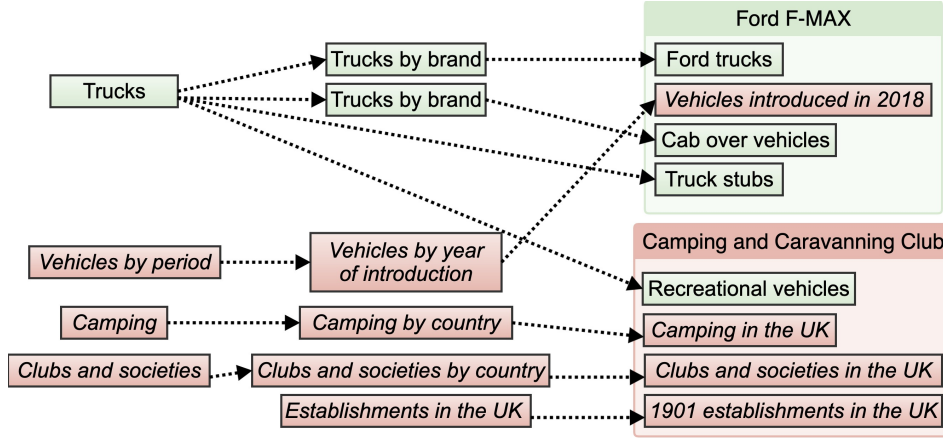 Ford F-MAX
Trucks
Trucks by brand
Ford trucks
Trucks by brand
Vehicles introduced in 2018
Cab over vehicles
Truck stubs
Vehicles by period
Vehicles by year
of introduction
Camping and Caravanning Club
Recreational vehicles
Camping
Camping by country
Camping in the UK
Clubs and societies
Clubs and societies by country
Clubs and societies in the UK
Establishments in the UK
1901 establishments in the UK